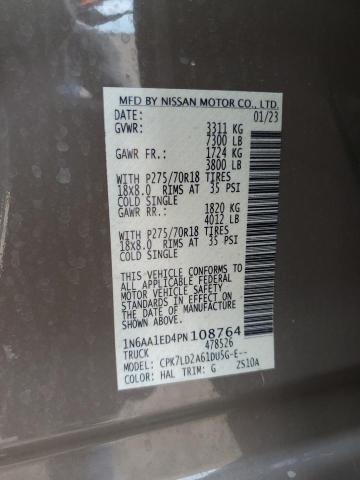 MFD BY NISSAN MOTOR CO., LTD.
DATE: 01/23
GVWR: 3311 KG
7300 LB
GAWR FR.: 1724 KG
3800 LB
WITH P275/70R18 TIRES
18X8.0 RIMS AT 35 PSI
COLD SINGLE
GAWR RR.: 1820 KG
4012 LB
WITH P275/70R18 TIRES
18X8.0 RIMS AT 35 PSI
COLD SINGLE
THIS VEHICLE CONFORMS TO
ALL APPLICABLE FEDERAL
MOTOR VEHICLE SAFETY
STANDARDS IN EFFECT ON
THE DATE OF MANUFACTURE
SHOWN ABOVE
1N6AA1ED4PN108764
TRUCK 478526
MODEL: CPK7LD2A61DU5G-E--
COLOR: HAL TRIM: G ZS10A